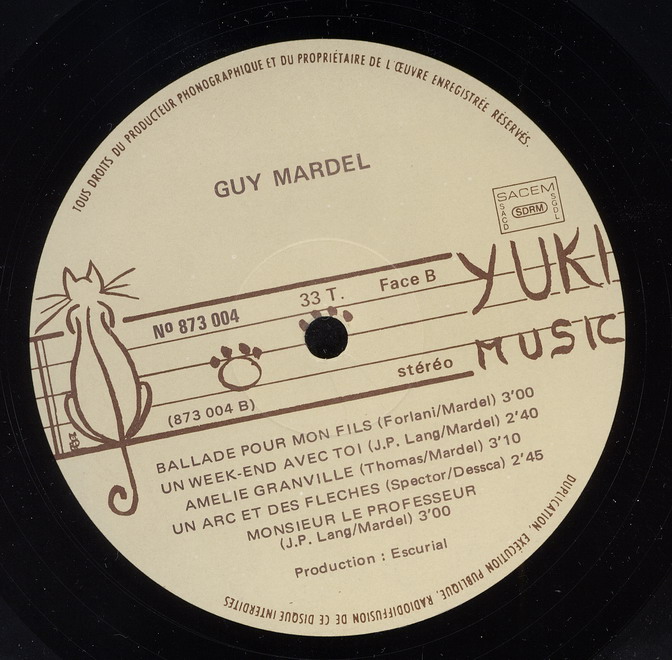 TOUS DROITS DU PRODUCTEUR PHONOGRAPHIQUE ET DU PROPRIÉTAIRE DE L'ŒUVRE ENREGISTRÉE RÉSERVÉS.
GUY MARDEL
SACEM
SACD
SDRM
SGDL
YUKI
MUSIC
Nº 873 004
33 T.
Face B
stéréo
(873 004 B)
BALLADE POUR MON FILS (Forlani/Mardel) 3'00
UN WEEK-END AVEC TOI (J.P. Lang/Mardel) 2'40
AMELIE GRANVILLE (Thomas/Mardel) 3'10
UN ARC ET DES FLECHES (Spector/Dessca) 2'45
MONSIEUR LE PROFESSEUR
(J.P. Lang/Mardel) 3'00
Production : Escurial
DUPLICATION, EXÉCUTION PUBLIQUE, RADIODIFFUSION DE CE DISQUE INTERDITES